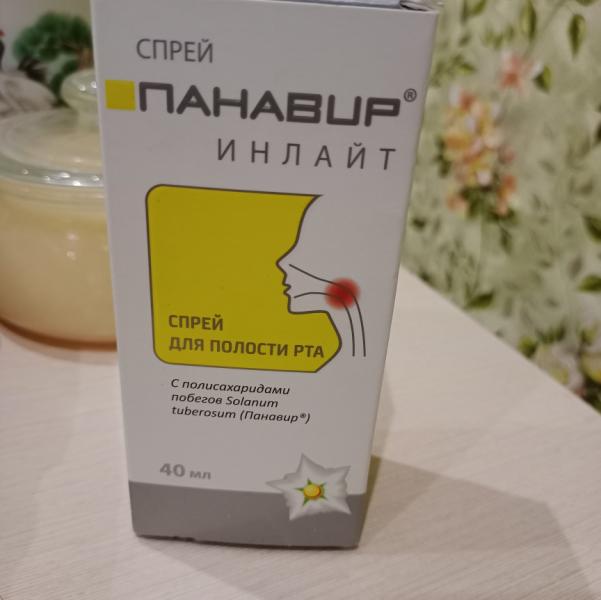 СПРЕЙ
ПАНАВИР®
ИНЛАЙТ
СПРЕЙ
ДЛЯ ПОЛОСТИ РТА
С полисахаридами
побегов Solanum
tuberosum (Панавир®)
40 мл